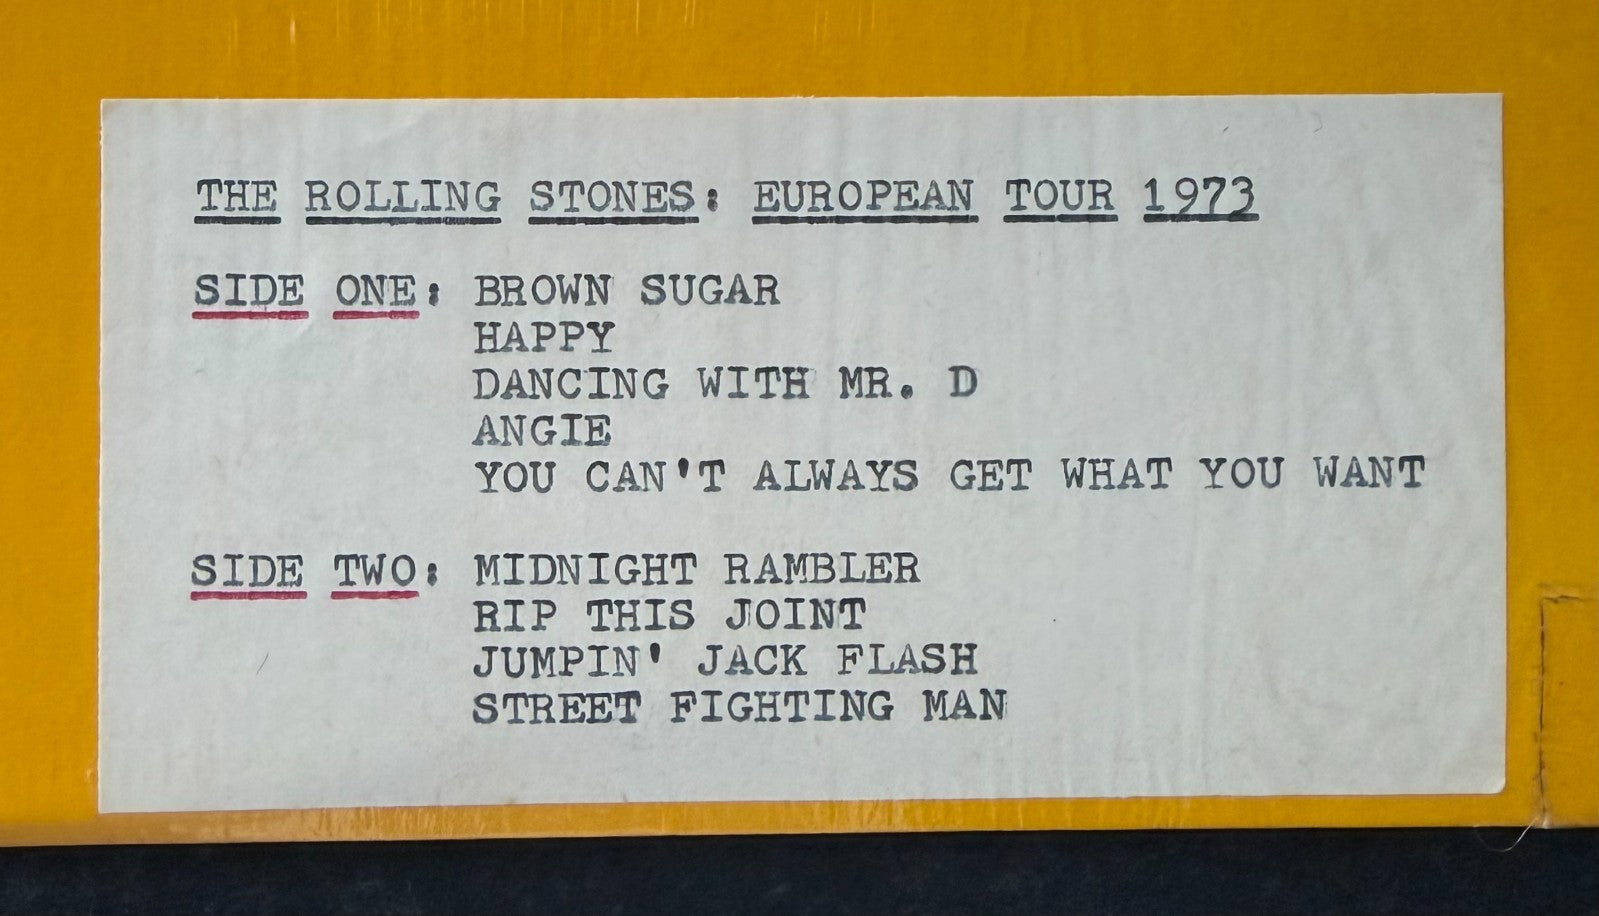 THE ROLLING STONES: EUROPEAN TOUR 1973
SIDE ONE: BROWN SUGAR
HAPPY
DANCING WITH MR. D
ANGIE
YOU CAN'T ALWAYS GET WHAT YOU WANT
SIDE TWO: MIDNIGHT RAMBLER
RIP THIS JOINT
JUMPIN' JACK FLASH
STREET FIGHTING MAN